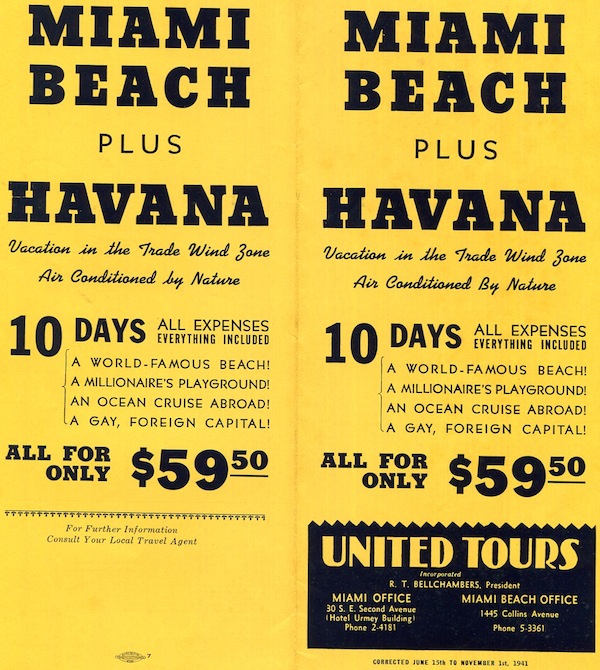 MIAMI
BEACH
PLUS
HAVANA
Vacation in the Trade Wind Zone
Air Conditioned by Nature
10 DAYS ALL EXPENSES
EVERYTHING INCLUDED
A WORLD-FAMOUS BEACH!
A MILLIONAIRE'S PLAYGROUND!
AN OCEAN CRUISE ABROAD!
A GAY, FOREIGN CAPITAL!
ALL FOR
ONLY $59 50
For Further Information
Consult Your Local Travel Agent
7
MIAMI
BEACH
PLUS
HAVANA
Vacation in the Trade Wind Zone
Air Conditioned By Nature
10 DAYS ALL EXPENSES
EVERYTHING INCLUDED
A WORLD-FAMOUS BEACH!
A MILLIONAIRE'S PLAYGROUND!
AN OCEAN CRUISE ABROAD!
A GAY, FOREIGN CAPITAL!
ALL FOR
ONLY $59 50
UNITED TOURS
Incorporated
R. T. BELLCHAMBERS, President
MIAMI OFFICE
30 S. E. Second Avenue
(Hotel Urmey Building)
Phone 2-4181
MIAMI BEACH OFFICE
1445 Collins Avenue
Phone 5-3361
CORRECTED JUNE 15th TO NOVEMBER 1st, 1941